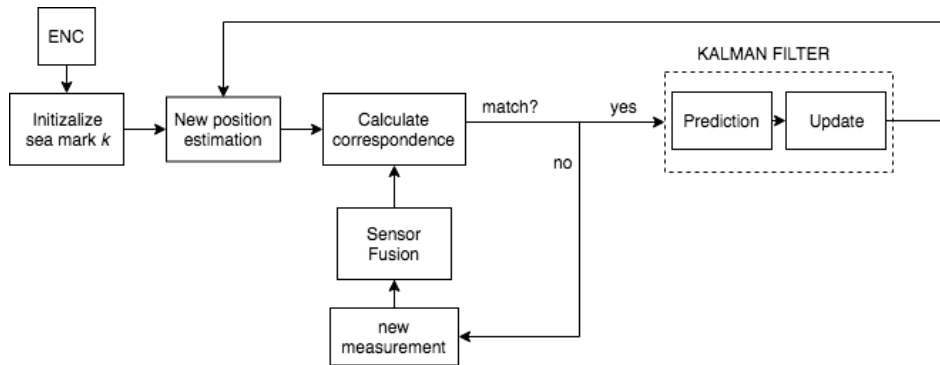 ENC
KALMAN FILTER
Initizalize
sea mark k
New position
estimation
Calculate
correspondence
match?
yes
Prediction
Update
no
Sensor
Fusion
new
measurement